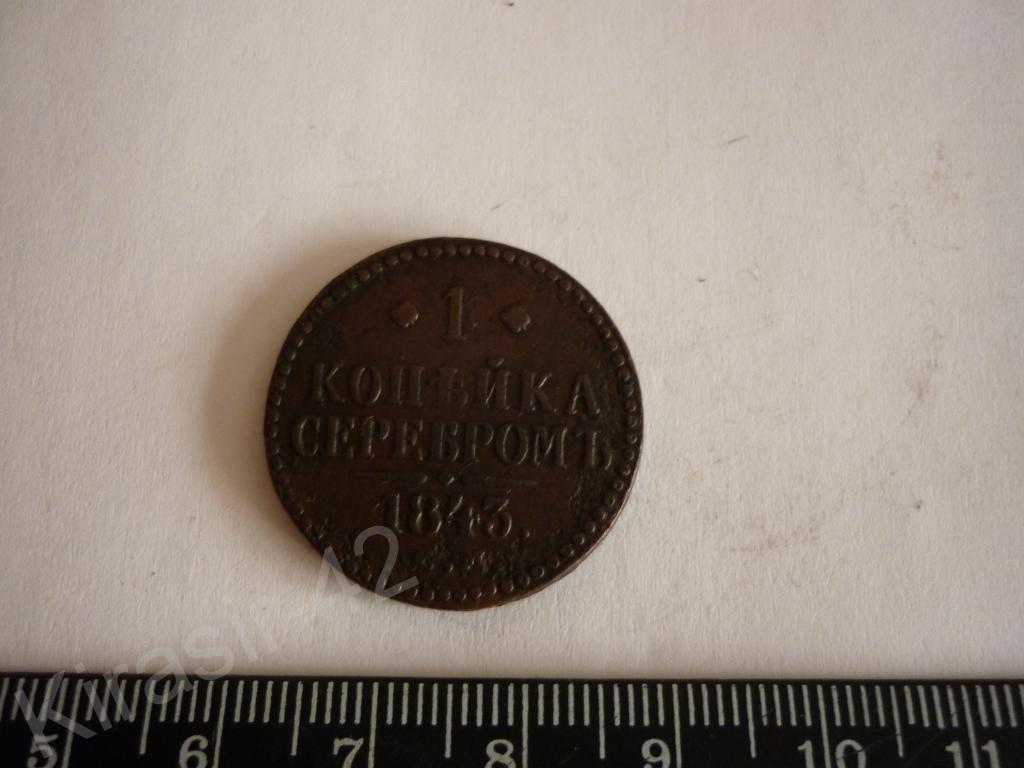 1
КОПѢЙКА
СЕРЕБРОМЪ
1843.
Kirasir42
5 6 7 8 9 10 11